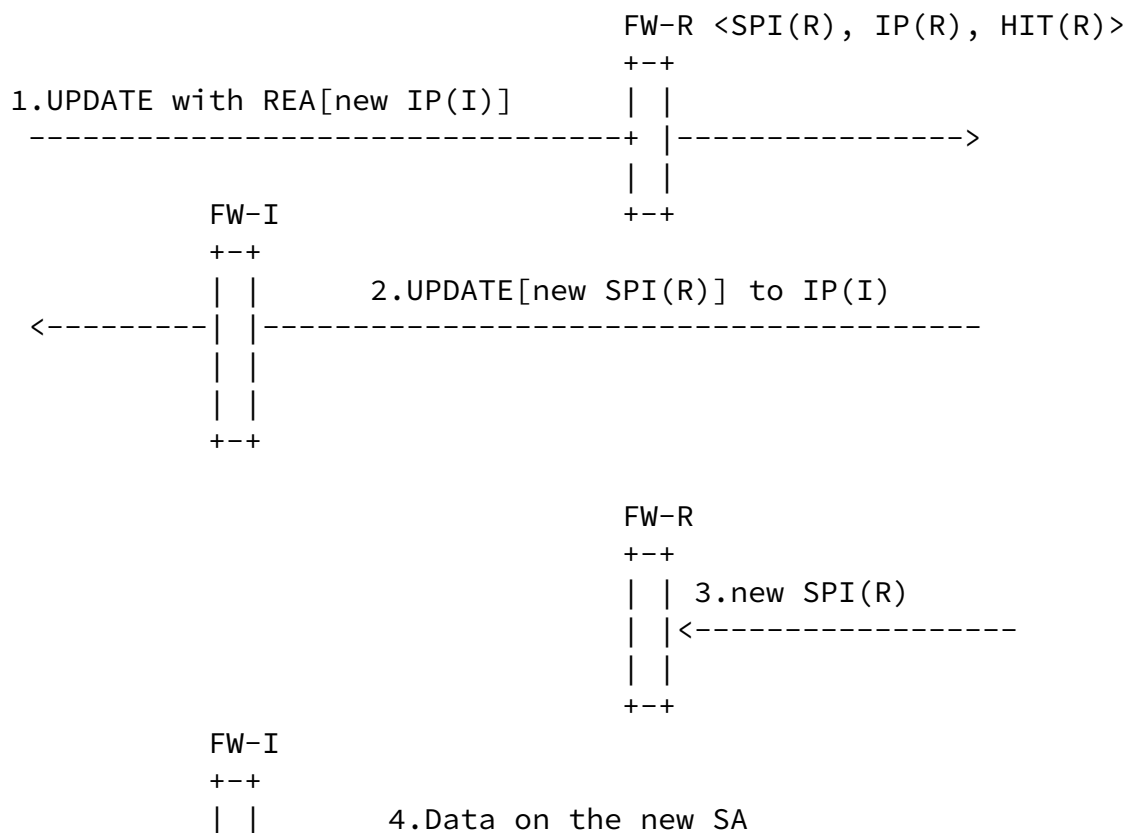 FW-R <SPI(R), IP(R), HIT(R)>
+-+
1.UPDATE with REA[new IP(I)] | |
---------------------------------+ |---------------->
| |
FW-I +-+
+-+
| | 2.UPDATE[new SPI(R)] to IP(I)
<----------| |----------------------------------------
| |
| |
+-+
FW-R
+-+
| | 3.new SPI(R)
| |<------------------
| |
+-+
FW-I
+-+
| | 4.Data on the new SA